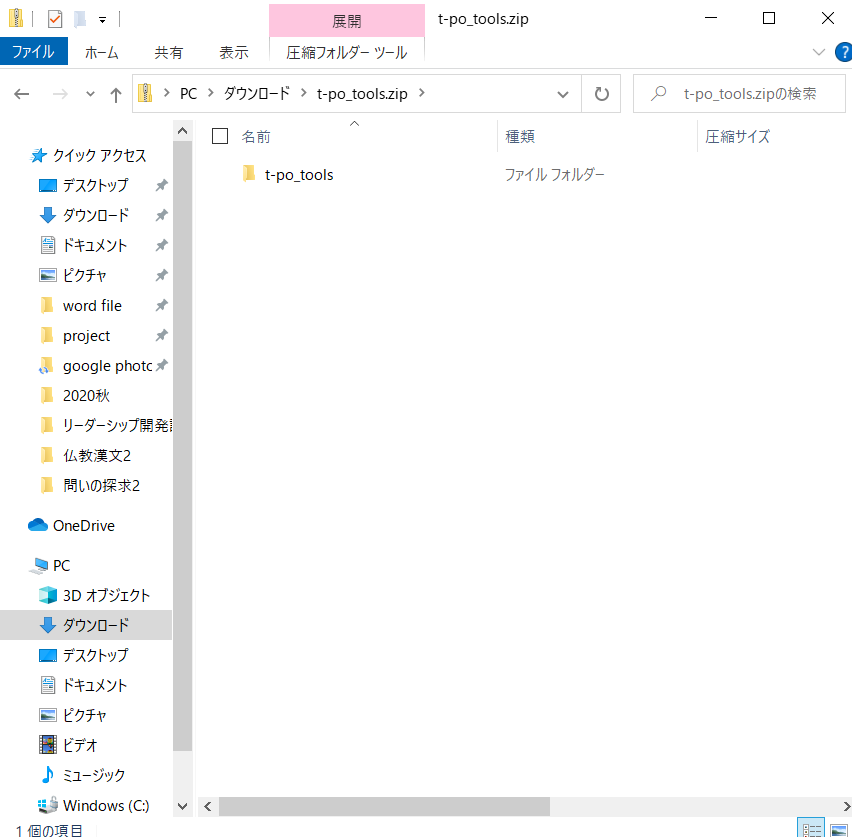 展開
t-po_tools.zip
ファイル
ホーム
共有
表示
圧縮フォルダー ツール
?
PC
ダウンロード
t-po_tools.zip
t-po_tools.zipの検索
名前
種類
圧縮サイズ
クイック アクセス
t-po_tools
ファイル フォルダー
デスクトップ
ダウンロード
ドキュメント
ピクチャ
word file
project
google photo
2020秋
リーダーシップ開発
仏教漢文2
問いの探求2
OneDrive
PC
3D オブジェクト
ダウンロード
デスクトップ
ドキュメント
ピクチャ
ビデオ
ミュージック
Windows (C:)
1 個の項目